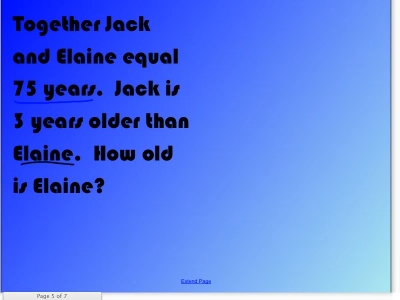 Together Jack
and Elaine equal
75 years. Jack is
3 years older than
Elaine. How old
is Elaine?
Extend Page
Page 5 of 7